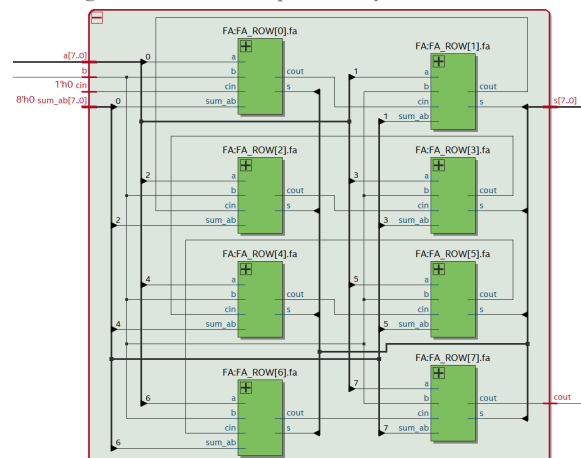 FA:FA_ROW[0].fa
a
b
cin
sum_ab
cout
s
FA:FA_ROW[1].fa
a
b
cin
sum_ab
cout
s
a[7..0]
b
1'h0 cin
8'h0 sum_ab[7..0]
0
0
1
1
s[7..0]
FA:FA_ROW[2].fa
a
b
cin
sum_ab
cout
s
2
2
FA:FA_ROW[3].fa
a
b
cin
sum_ab
cout
s
3
3
FA:FA_ROW[4].fa
a
b
cin
sum_ab
cout
s
4
4
FA:FA_ROW[5].fa
a
b
cin
sum_ab
cout
s
5
5
FA:FA_ROW[6].fa
a
b
cin
sum_ab
cout
s
6
6
FA:FA_ROW[7].fa
a
b
cin
sum_ab
cout
s
7
7
cout